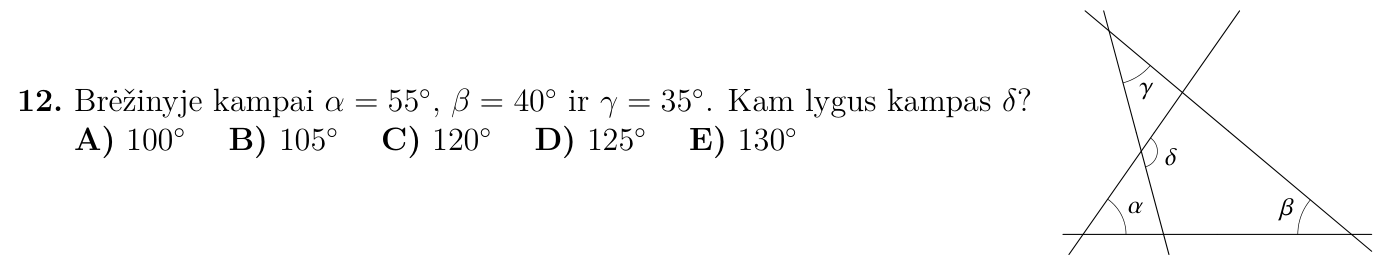 12. Brėžinyje kampai α = 55°, β = 40° ir γ = 35°. Kam lygus kampas δ?
A) 100° B) 105° C) 120° D) 125° E) 130°
γ
δ
α
β